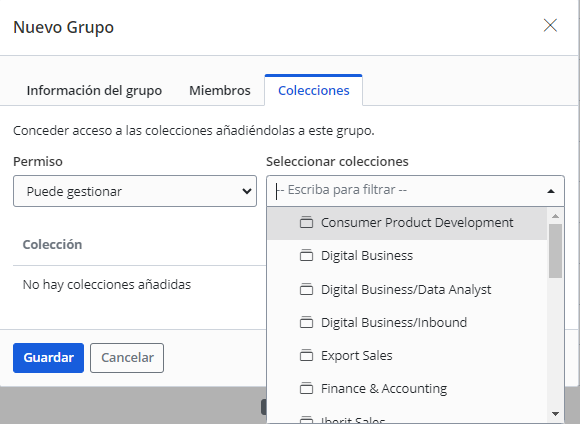 Nuevo Grupo
Información del grupo Miembros Colecciones
Conceder acceso a las colecciones añadiéndolas a este grupo.
Permiso Seleccionar colecciones
Puede gestionar -- Escriba para filtrar --
Consumer Product Development
Colección
Digital Business
No hay colecciones añadidas
Digital Business/Data Analyst
Digital Business/Inbound
Guardar Cancelar
Export Sales
Finance & Accounting
Iberit Sales